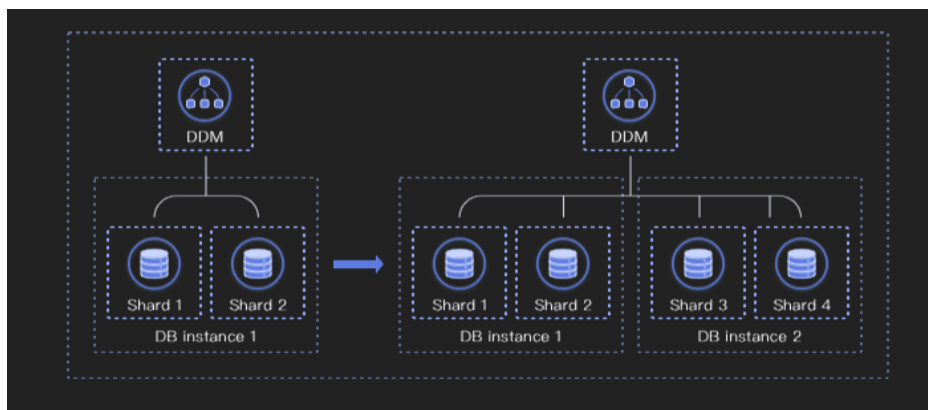 DDM
DDM
Shard 1
Shard 2
DB instance 1
Shard 1
Shard 2
DB instance 1
Shard 3
Shard 4
DB instance 2